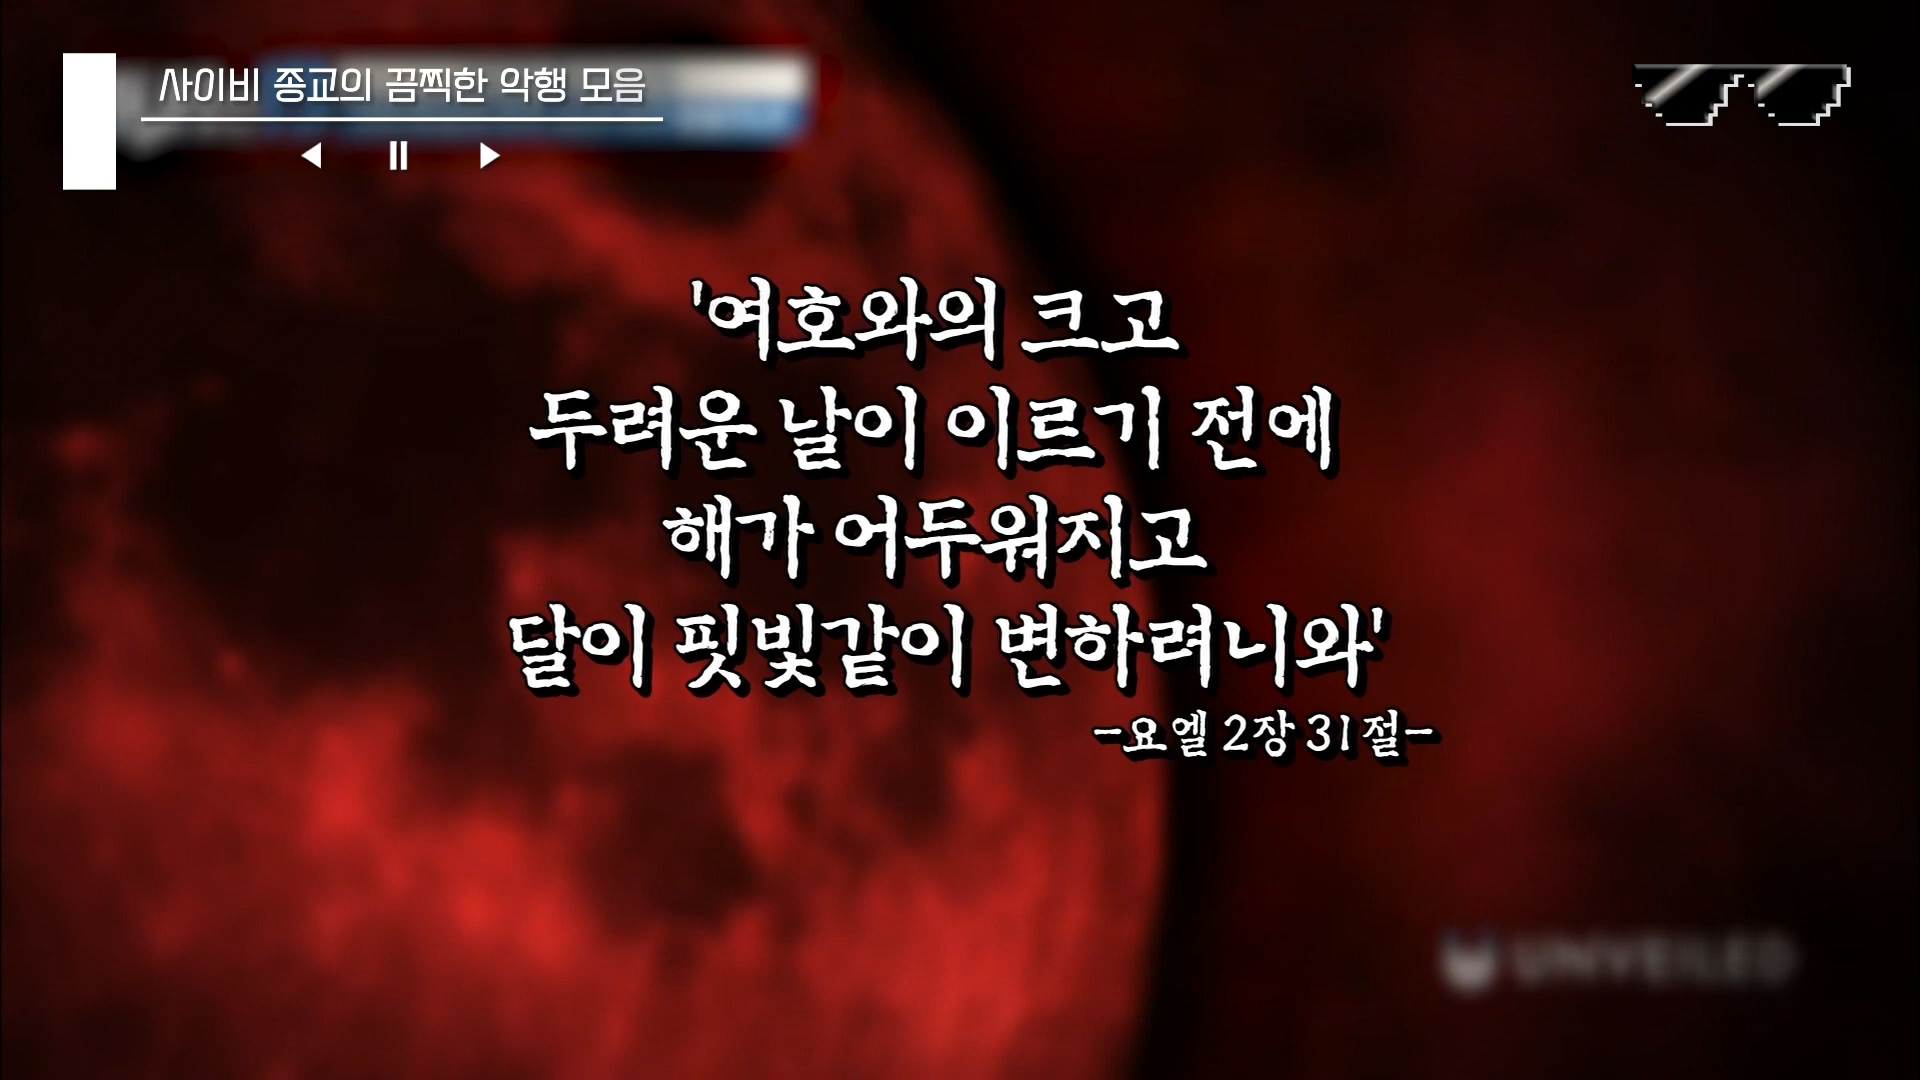 사이비 종교의 끔찍한 악행 모음
'여호와의 크고
두려운 날이 이르기 전에
해가 어두워지고
달이 핏빛같이 변하려니와'
-요엘 2장 31절-
UNVEILED